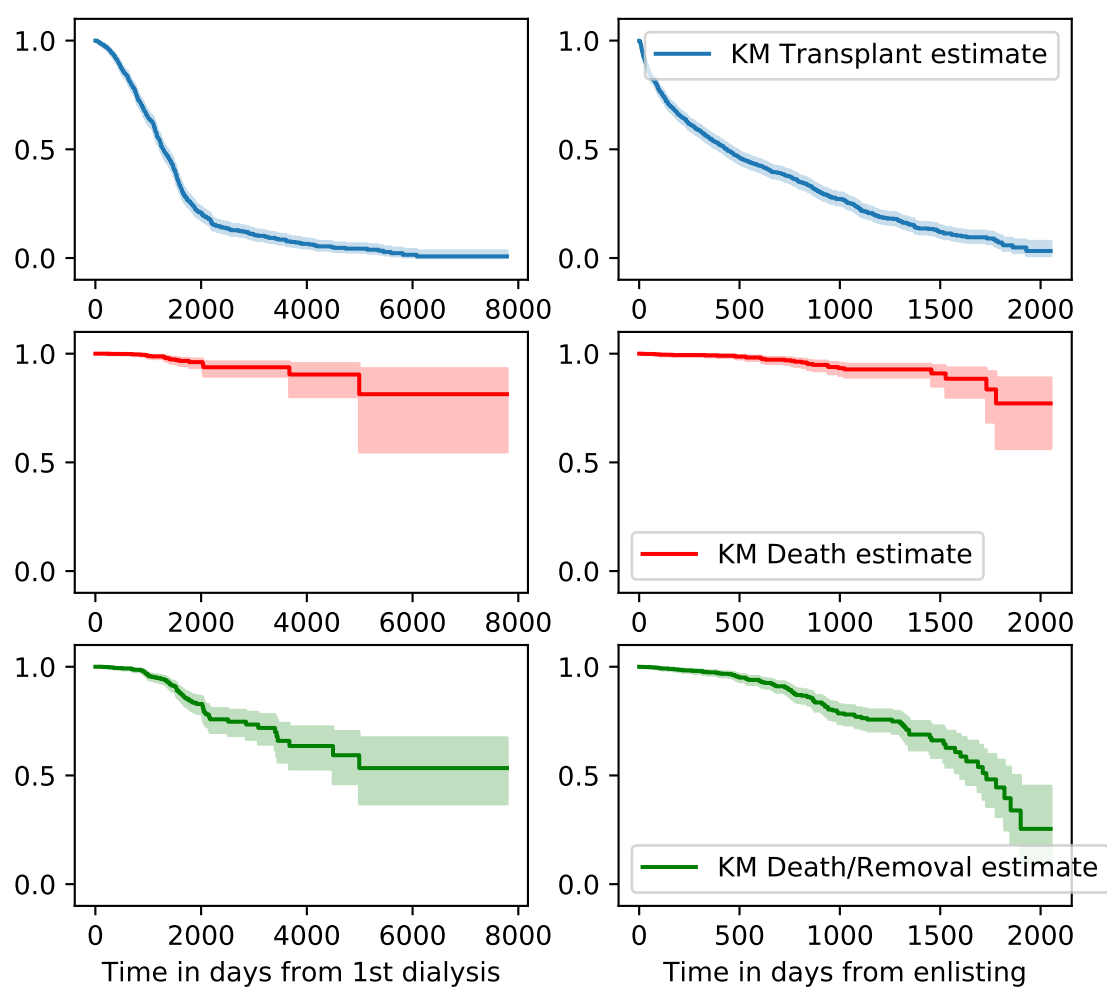 1.0
0.5
0.0
0 2000 4000 6000 8000
KM Transplant estimate
0 500 1000 1500 2000
1.0
0.5
0.0
1.0
0.5
0.0
0 2000 4000 6000 8000
1.0
0.5
KM Death estimate
0.0
0 500 1000 1500 2000
1.0
0.5
0.0
0 2000 4000 6000 8000
Time in days from 1st dialysis
1.0
0.5
KM Death/Removal estimate
0.0
0 500 1000 1500 2000
Time in days from enlisting